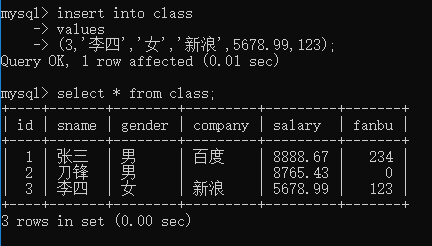 mysql> insert into class
    -> values
    -> (3,'李四','女','新浪',5678.99,123);
Query OK, 1 row affected (0.01 sec)
mysql> select * from class;
+----+-------+--------+---------+---------+-------+
| id | sname | gender | company | salary | fanbu |
+----+-------+--------+---------+---------+-------+
| 1 | 张三 | 男 | 百度 | 8888.67 | 234 |
| 2 | 刀锋 | 男 | | 8765.43 | 0 |
| 3 | 李四 | 女 | 新浪 | 5678.99 | 123 |
+----+-------+--------+---------+---------+-------+
3 rows in set (0.00 sec)